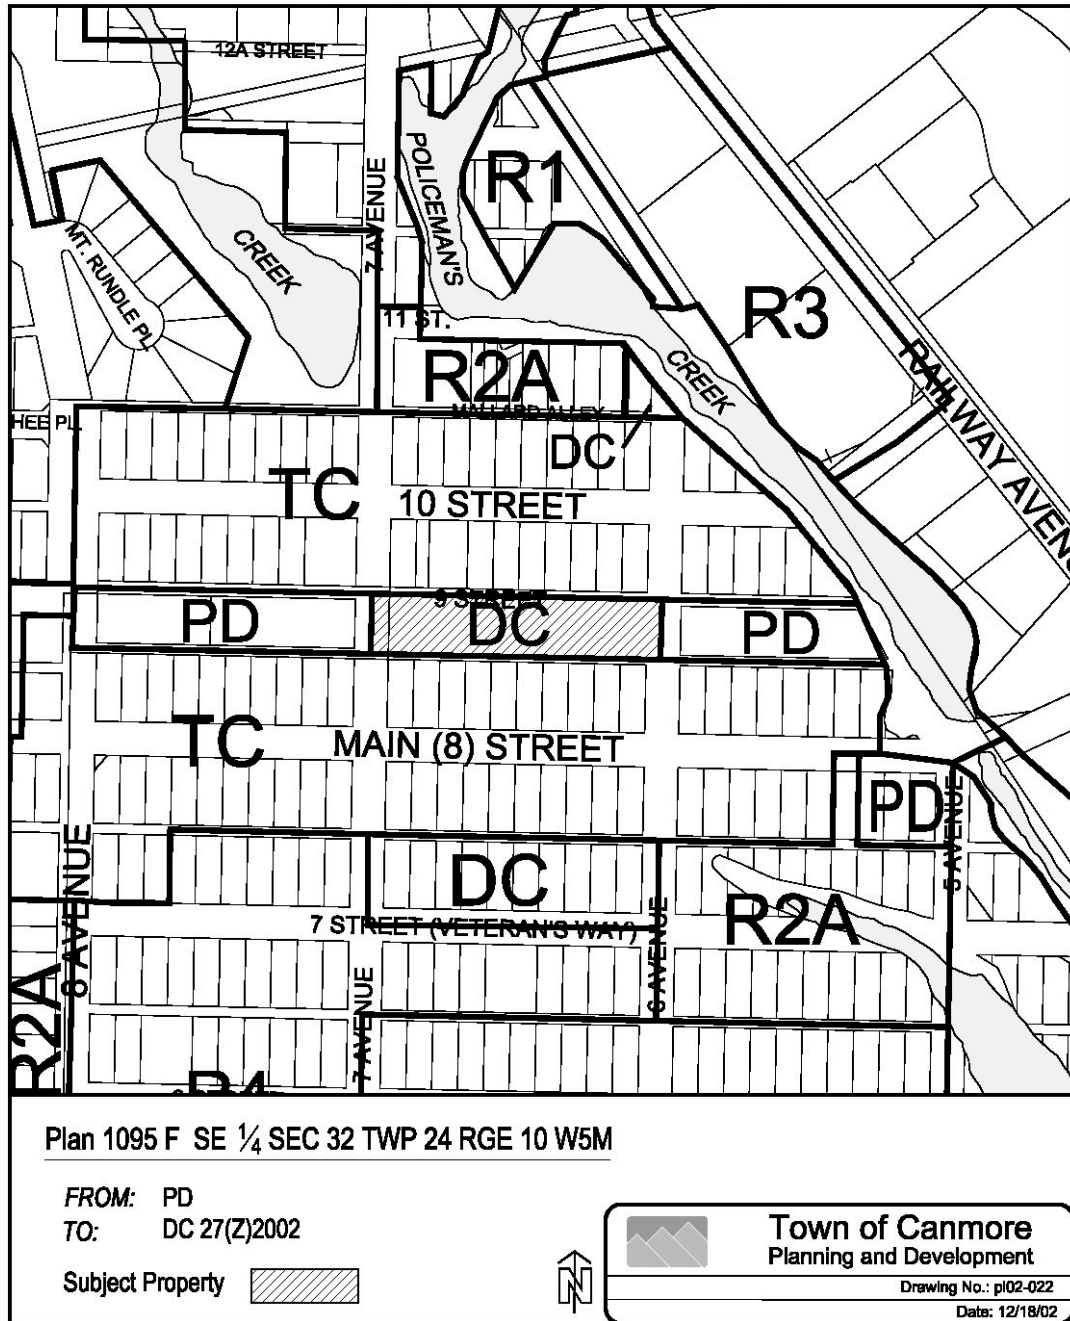 12A STREET
7 AVENUE
POLICEMAN'S
R1
CREEK
MT. RUNDLE PL.
R3
11 ST.
R2A
CREEK
RAILWAY AVENU
MALLARD ALLEY
HEE PL.
DC
TC
10 STREET
9 STREET
PD
DC
PD
TC
MAIN (8) STREET
PD
5 AVENUE
8 AVENUE
DC
R2A
7 STREET (VETERAN'S WAY)
6 AVENUE
7 AVENUE
R2A
R4
Plan 1095 F SE ¼ SEC 32 TWP 24 RGE 10 W5M
FROM: PD
TO: DC 27(Z)2002
Subject Property
N
Town of Canmore
Planning and Development
Drawing No.: pl02-022
Date: 12/18/02